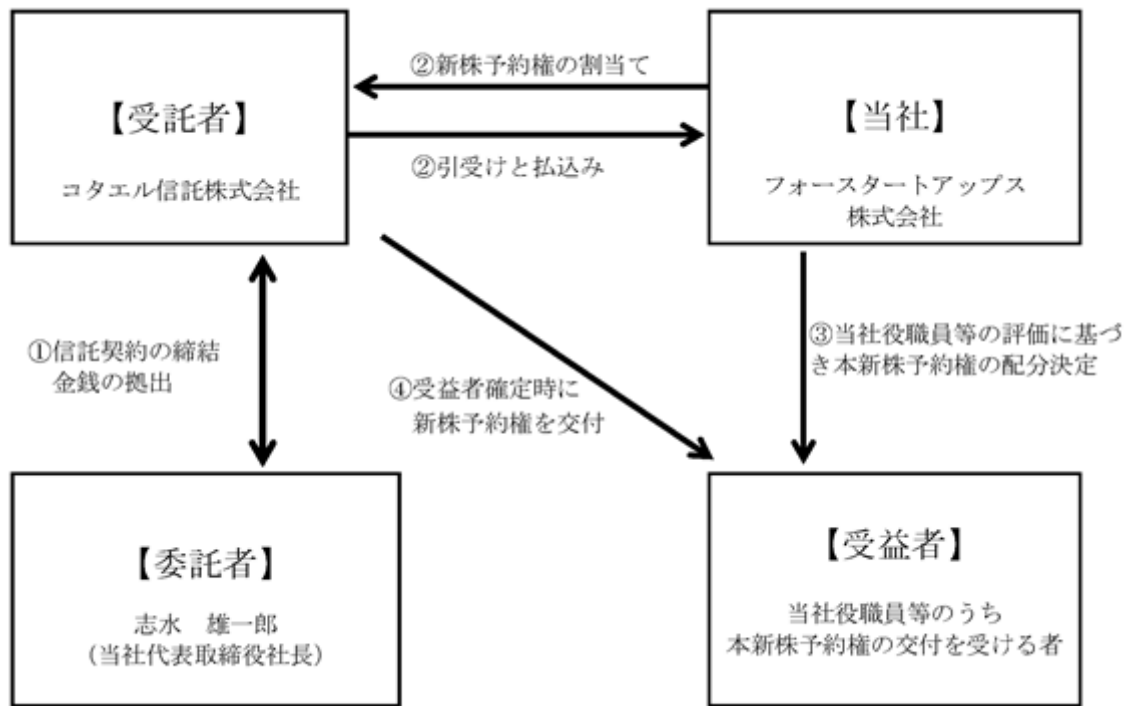 ②新株予約権の割当て
【受託者】
コタエル信託株式会社
②引受けと払込み
【当社】
フォースタートアップス
株式会社
①信託契約の締結
金銭の拠出
④受益者確定時に
新株予約権を交付
③当社役職員等の評価に基づ
き本新株予約権の配分決定
【委託者】
志水 雄一郎
(当社代表取締役社長)
【受益者】
当社役職員等のうち
本新株予約権の交付を受ける者